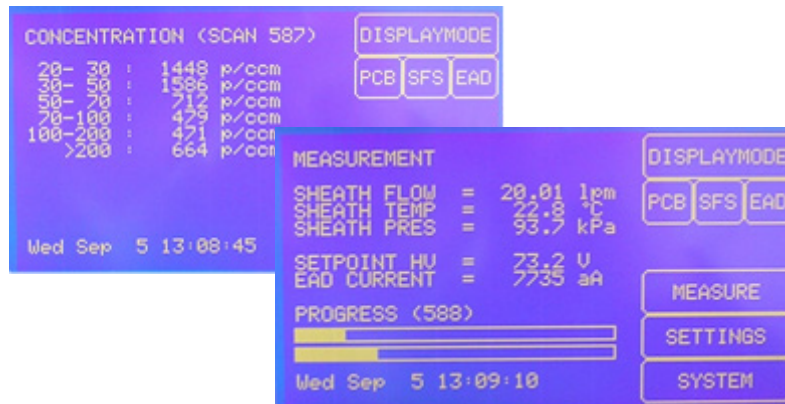 CONCENTRATION (SCAN 587)
20- 30 : 1448 p/ccm
30- 50 : 1586 p/ccm
50- 70 : 712 p/ccm
70-100 : 479 p/ccm
100-200 : 471 p/ccm
>200 : 664 p/ccm
Wed Sep 5 13:08:45
DISPLAYMODE
PCB SFS EAD
MEASUREMENT
SHEATH FLOW = 20.01 lpm
SHEATH TEMP = 22.8 °C
SHEATH PRES = 93.7 kPa
SETPOINT HV = 73.2 V
EAD CURRENT = 7735 aA
PROGRESS (588)
Wed Sep 5 13:09:10
DISPLAYMODE
PCB SFS EAD
MEASURE
SETTINGS
SYSTEM